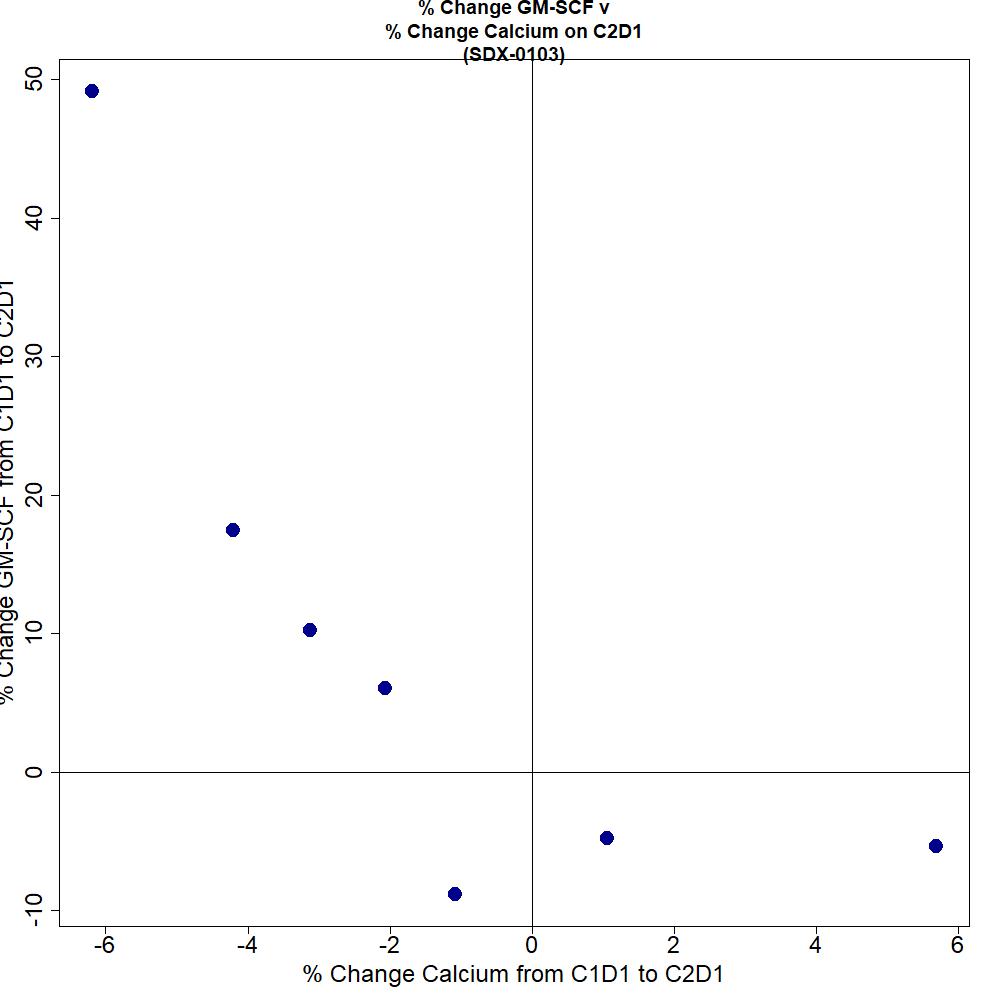 % Change GM-SCF v
% Change Calcium on C2D1
(SDX-0103)
% Change GM-SCF from C1D1 to C2D1
50
40
30
20
10
0
-10
-6
-4
-2
0
2
4
6
% Change Calcium from C1D1 to C2D1